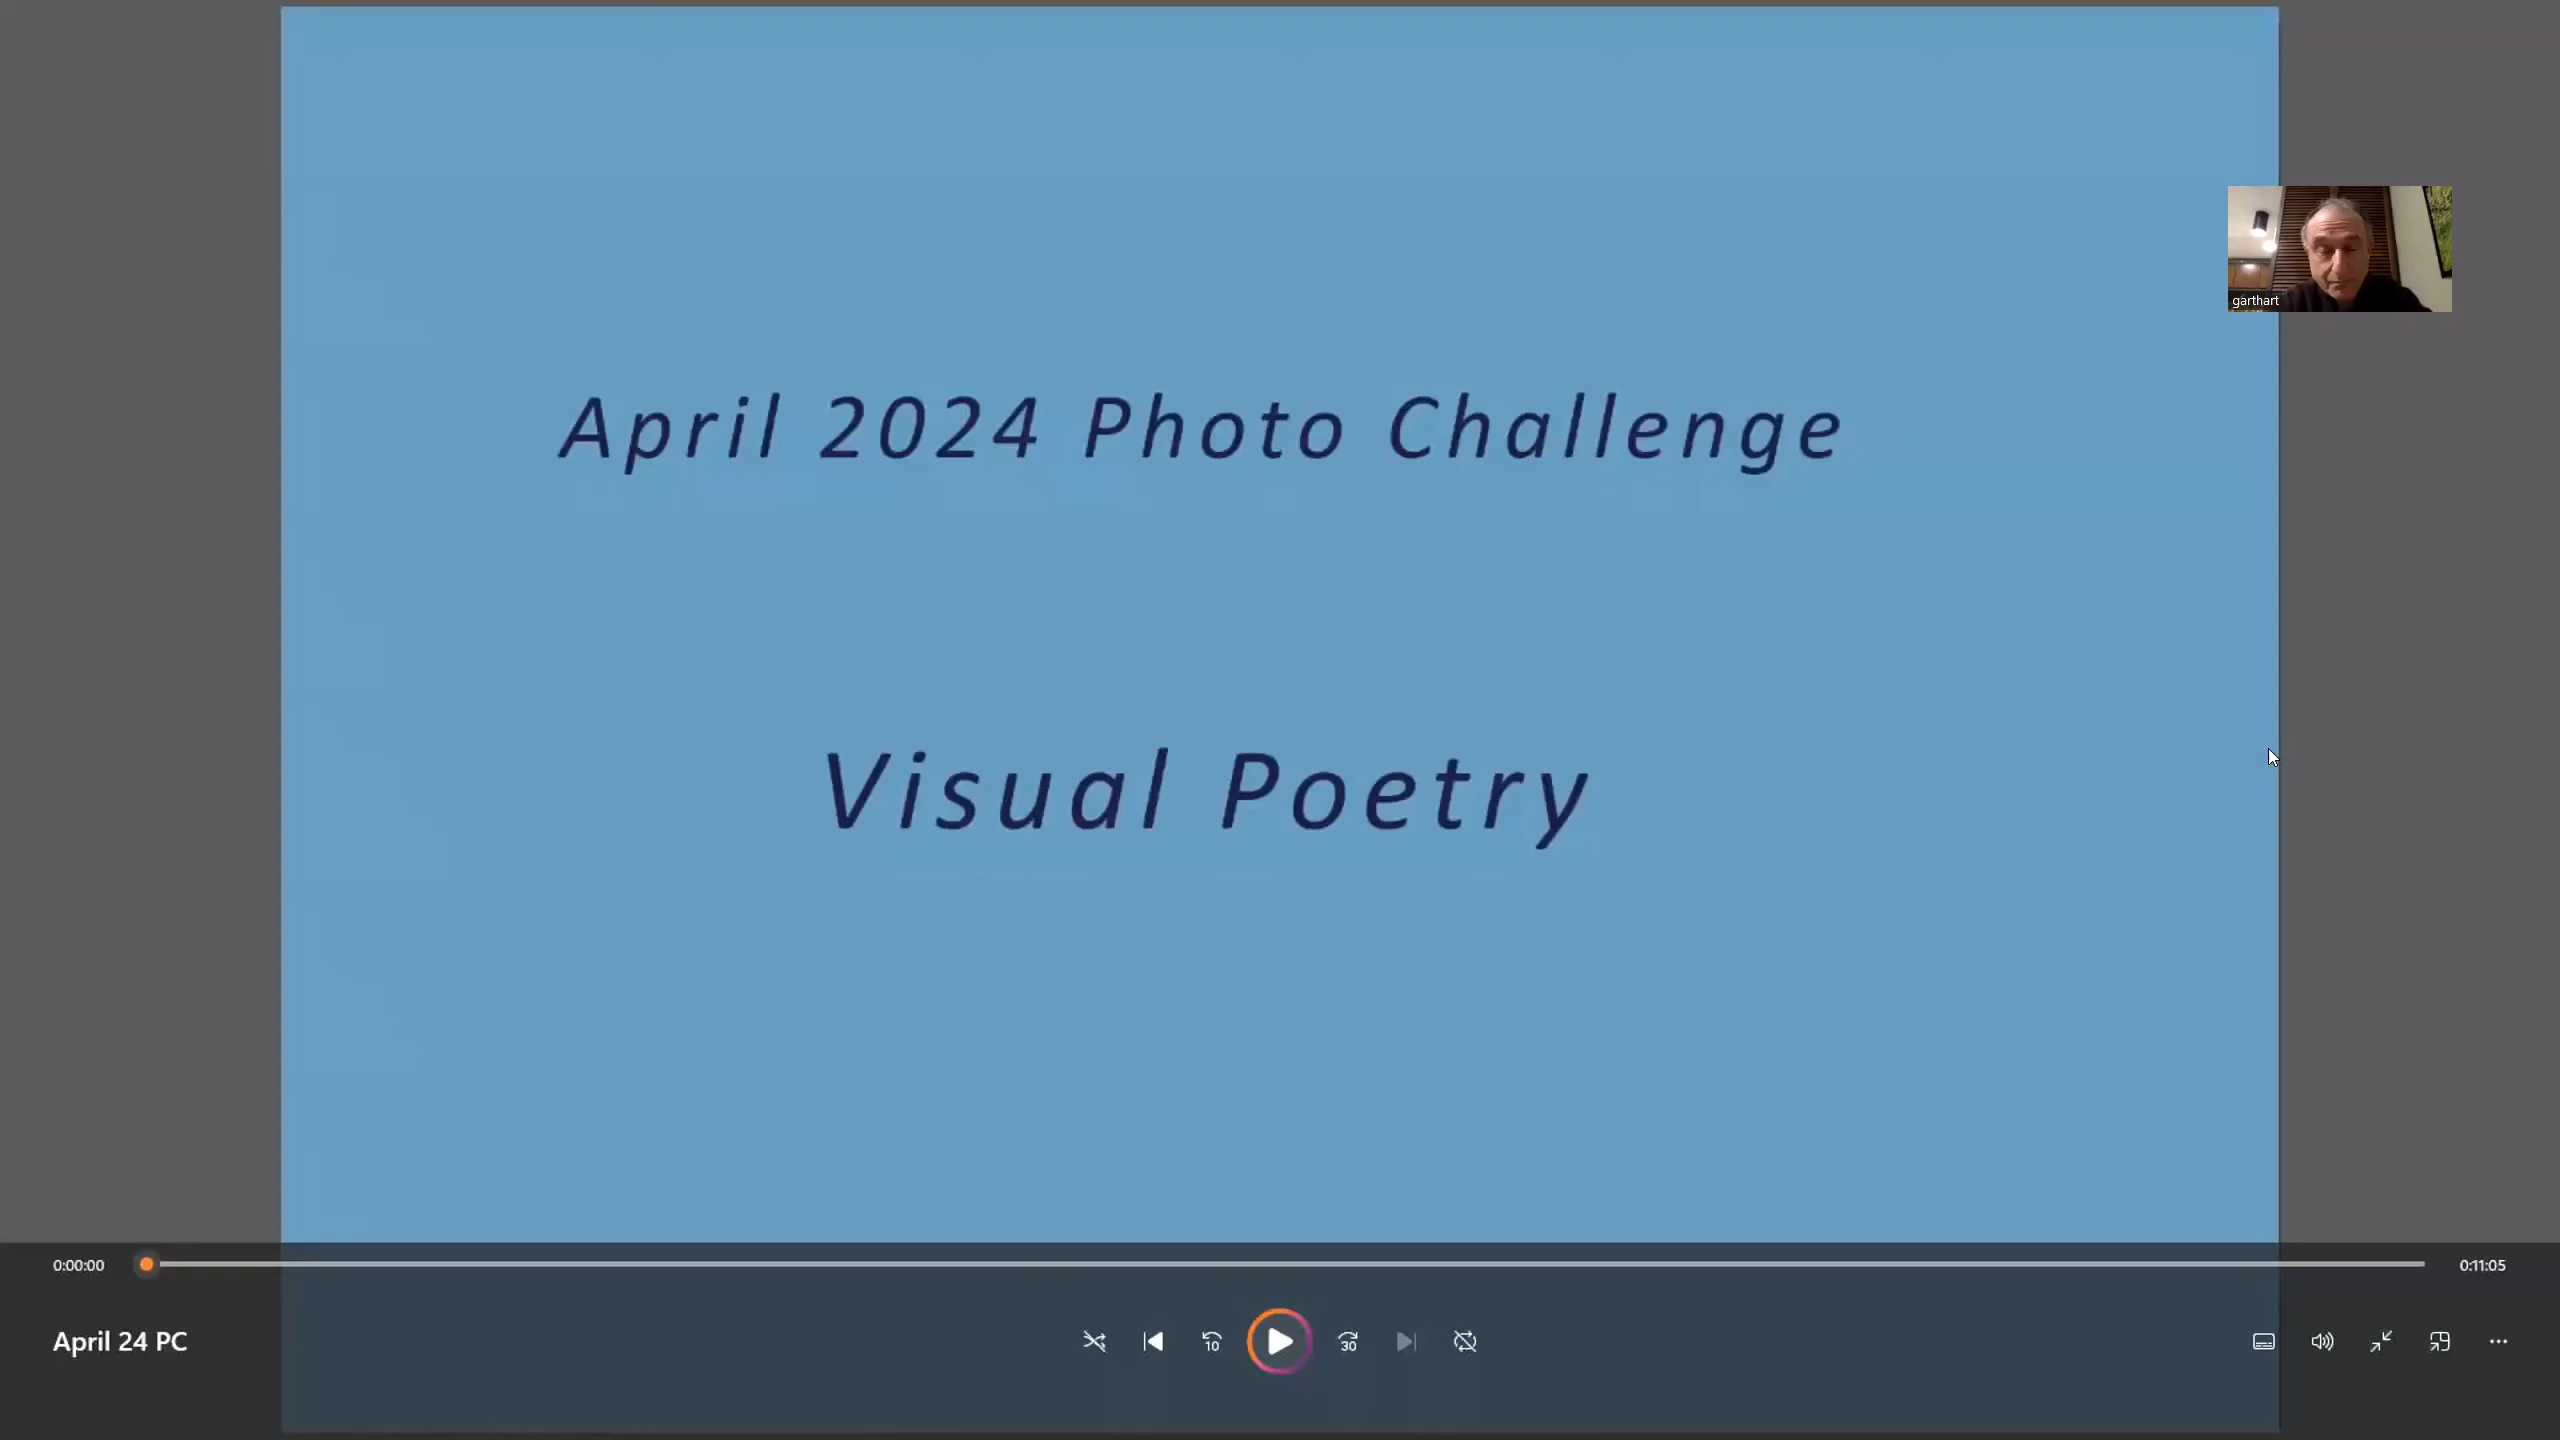 April 2024 Photo Challenge
garthart
Visual Poetry
0:00:00
0:11:05
April 24 PC
10
30